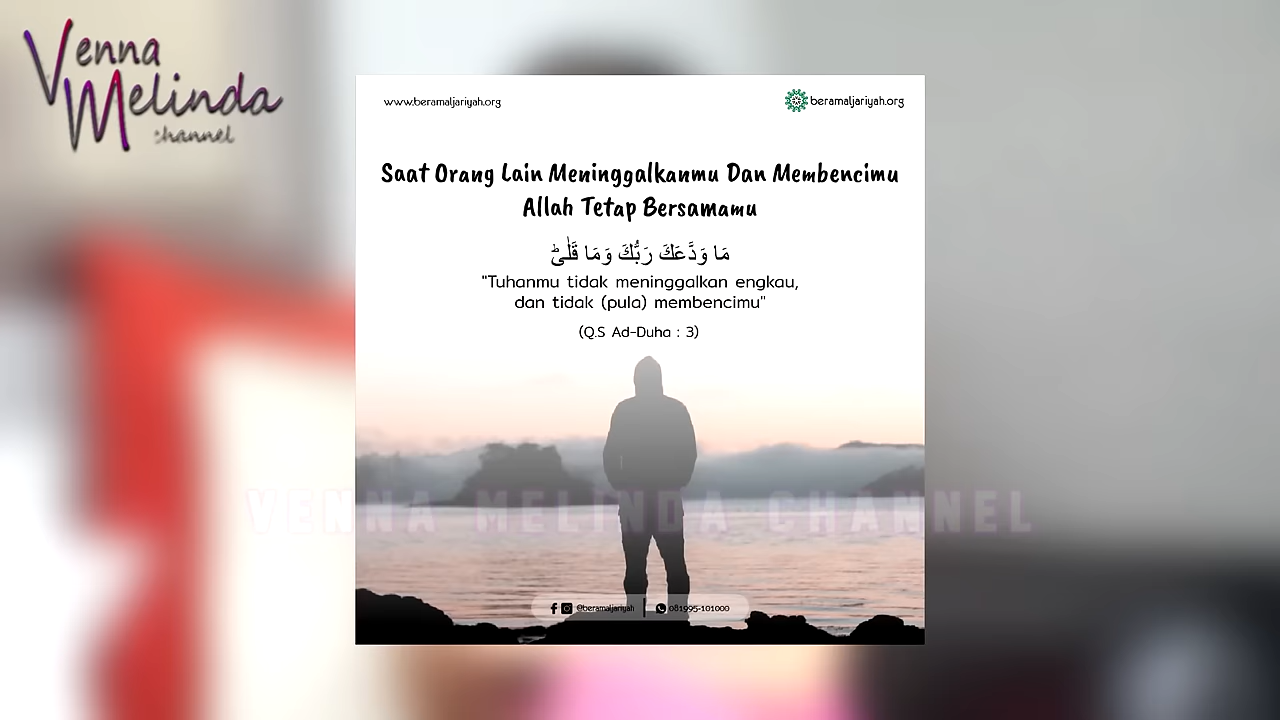 Venna
Melinda
channel
www.beramaljariyah.org
beramaljariyah.org
Saat Orang Lain Meninggalkanmu Dan Membencimu
Allah Tetap Bersamamu
مَا وَدَّعَكَ رَبُّكَ وَمَا قَلٰىۗ
"Tuhanmu tidak meninggalkan engkau,
dan tidak (pula) membencimu"
(Q.S Ad-Duha : 3)
VENNA MELINDA CHANNEL
@beramaljariyah
081995-101000